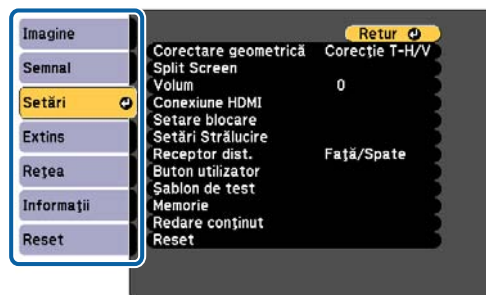 Imagine
Semnal
Setări
Extins
Rețea
Informații
Reset
Retur
Corectare geometrică Corecție T-H/V
Split Screen
Volum 0
Conexiune HDMI
Setare blocare
Setări Strălucire
Receptor dist. Față/Spate
Buton utilizator
Șablon de test
Memorie
Redare conținut
Reset